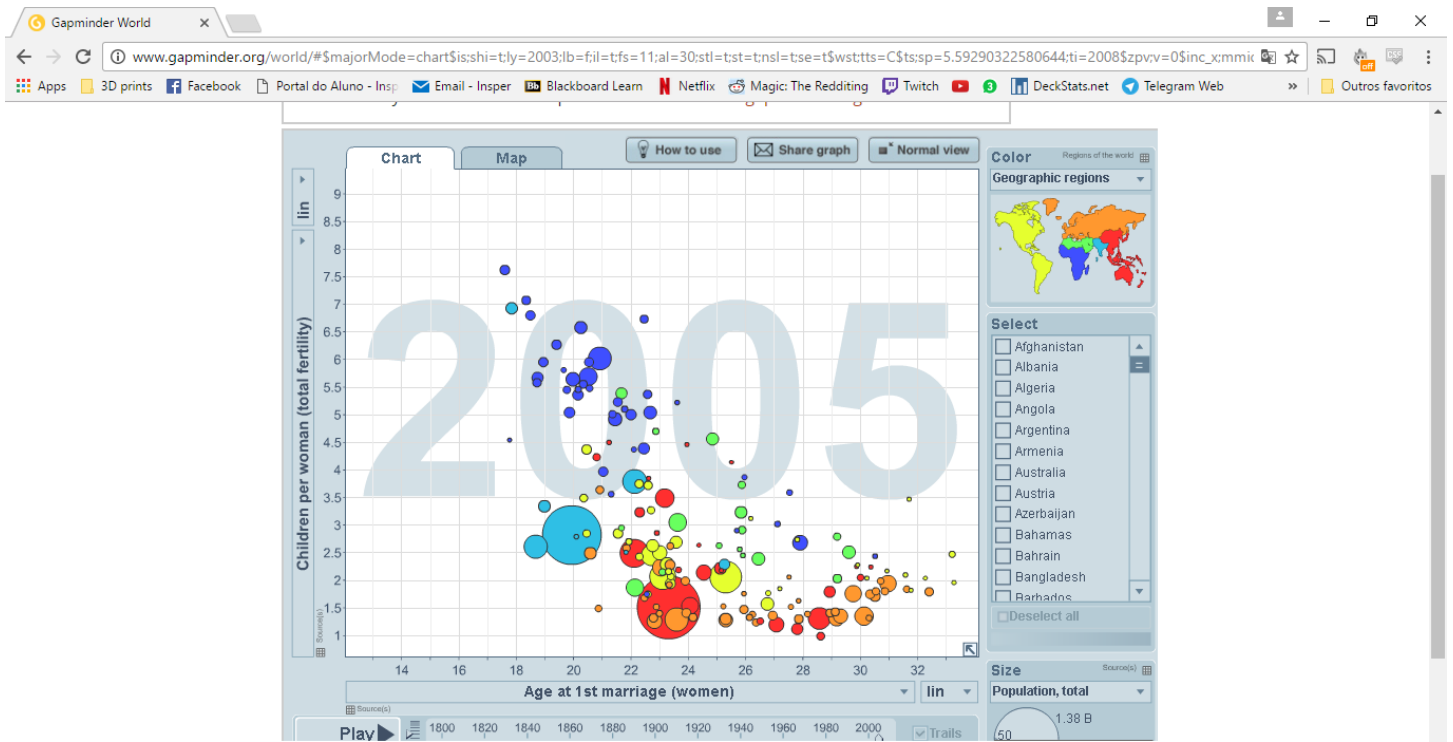 Gapminder World
www.gapminder.org/world/#$majorMode=chart$is;shi=t;ly=2003;lb=f;il=t;fs=11;al=30;stl=t;st=t;nsl=t;se=t$wst;tts=C$ts;sp=5.59290322580644;ti=2008$zpv;v=0$inc_x;mmic
Apps 3D prints Facebook Portal do Aluno - Insp Email - Insper Bb Blackboard Learn Netflix Magic: The Redditing Twitch DeckStats.net Telegram Web » Outros favoritos
off
Chart Map How to use Share graph Normal view
Color Regions of the world
Geographic regions
lin
Children per woman (total fertility)
Source(s)
9
8.5
8
7.5
7
6.5
6
5.5
5
4.5
4
3.5
3
2.5
2
1.5
1
2005
Select
Afghanistan
Albania
Algeria
Angola
Argentina
Armenia
Australia
Austria
Azerbaijan
Bahamas
Bahrain
Bangladesh
Barbados
Deselect all
14 16 18 20 22 24 26 28 30 32
Age at 1st marriage (women) lin
Source(s)
Size Source(s)
Population, total
1.38 B
50
Play 1800 1820 1840 1860 1880 1900 1920 1940 1960 1980 2000 Trails